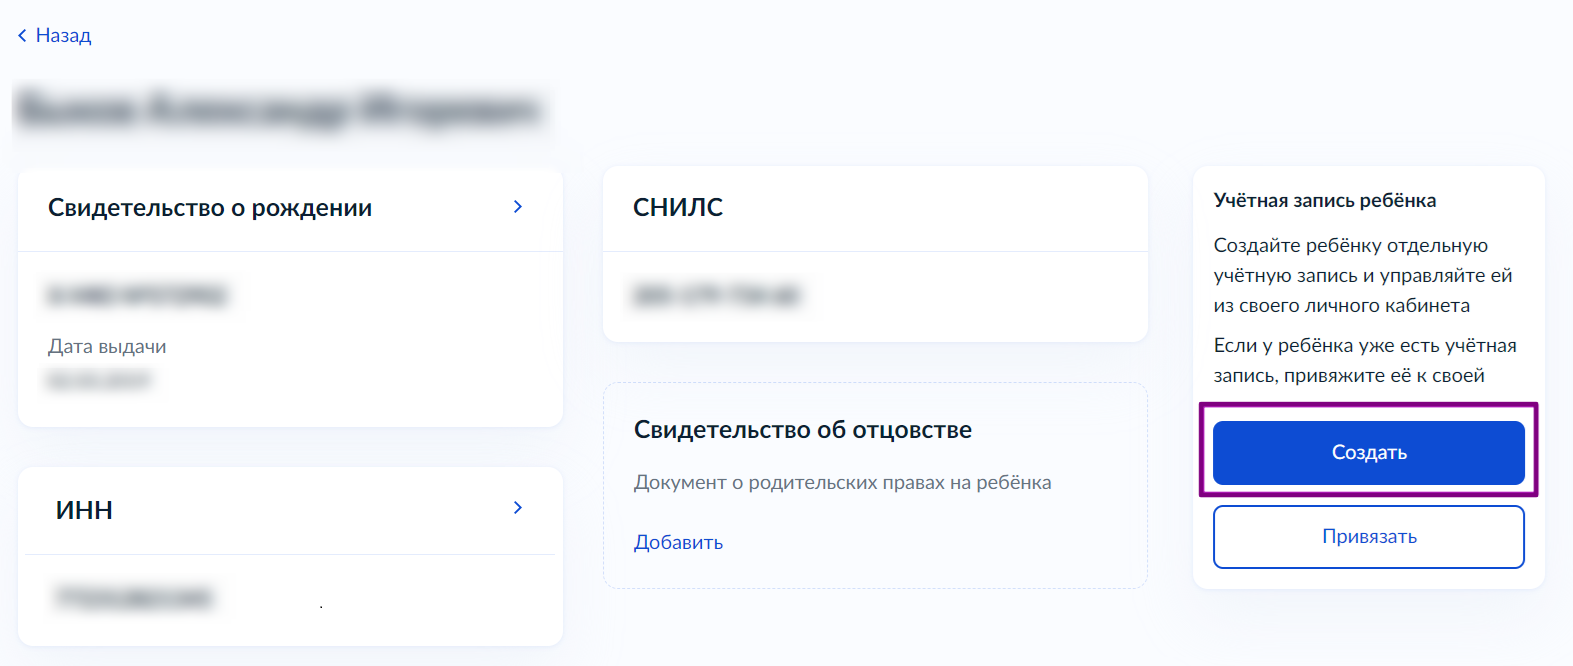 Назад
Свидетельство о рождении
Дата выдачи
ИНН
СНИЛС
Свидетельство об отцовстве
Документ о родительских правах на ребёнка
Добавить
Учётная запись ребёнка
Создайте ребёнку отдельную
учётную запись и управляйте ей
из своего личного кабинета
Если у ребёнка уже есть учётная
запись, привяжите её к своей
Создать
Привязать